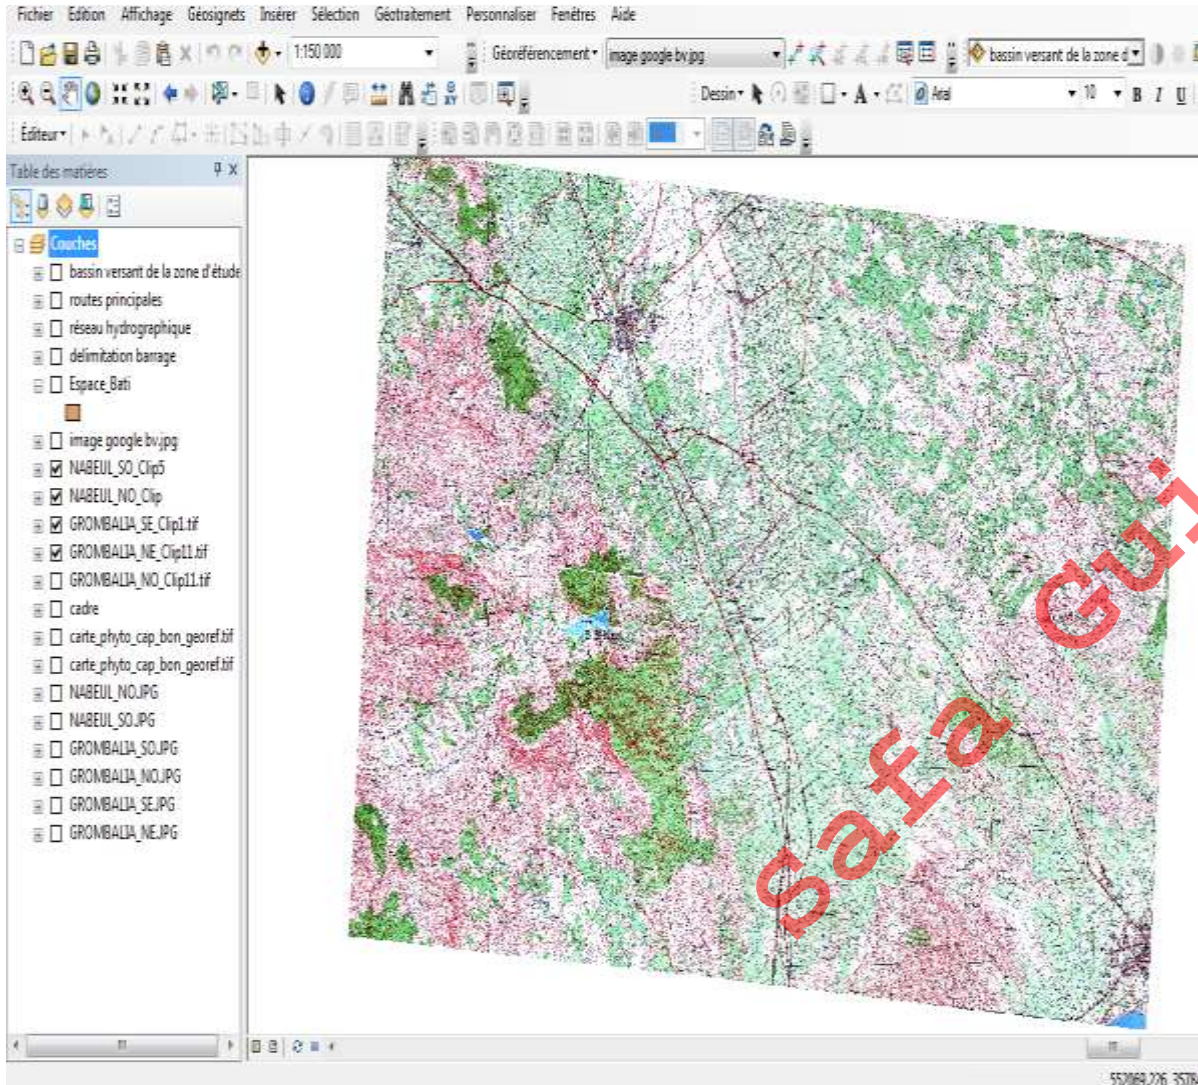 Fichier Edition Affichage Géosignets Insérer Sélection Géotraitement Personnaliser Fenêtres Aide
1:150 000 Géoréférencement image google bv.jpg bassin versant de la zone d
Dessin A Arial 10 B I U
Éditeur
Table des matières
Couches
bassin versant de la zone d'étude
routes principales
réseau hydrographique
délimitation barrage
Espace_Bati
image google bv.jpg
NABEUL_SO_Clip5
NABEUL_NO_Clip
GROMBALIA_SE_Clip1.tif
GROMBALIA_NE_Clip11.tif
GROMBALIA_NO_Clip11.tif
cadre
carte_phyto_cap_bon_georef.tif
carte_phyto_cap_bon_georef.tif
NABEUL_NO.JPG
NABEUL_SO.JPG
GROMBALIA_SO.JPG
GROMBALIA_NO.JPG
GROMBALIA_SE.JPG
GROMBALIA_NE.JPG
Safa Gui